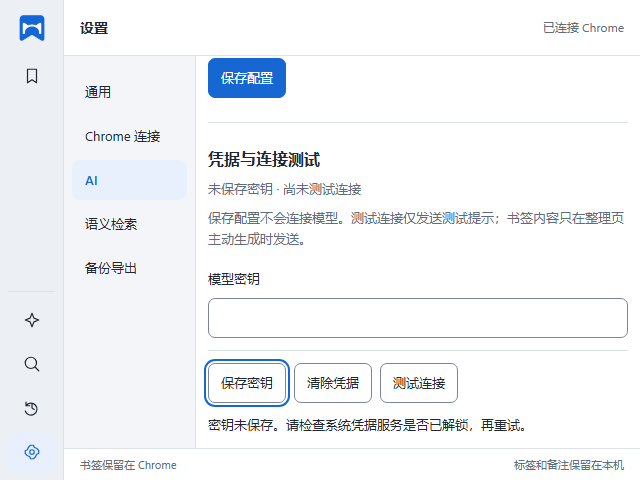 设置
已连接 Chrome
通用
Chrome 连接
AI
语义检索
备份导出
保存配置
凭据与连接测试
未保存密钥 · 尚未测试连接
保存配置不会连接模型。测试连接仅发送测试提示；书签内容只在整理页
主动生成时发送。
模型密钥
保存密钥
清除凭据
测试连接
密钥未保存。请检查系统凭据服务是否已解锁，再重试。
书签保留在 Chrome
标签和备注保留在本机